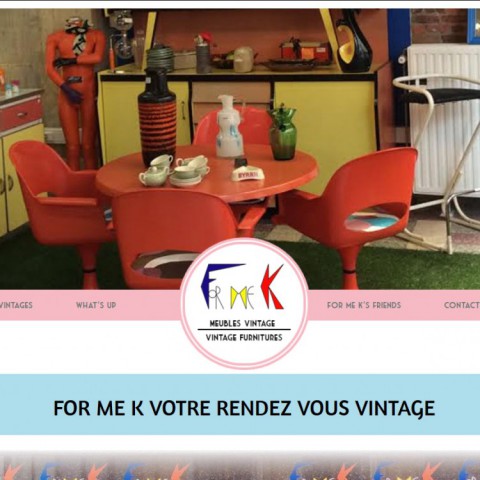 VINTAGES
WHAT'S UP
FOR ME K
MEUBLES VINTAGE
VINTAGE FURNITURES
FOR ME K'S FRIENDS
CONTACT
FOR ME K VOTRE RENDEZ VOUS VINTAGE